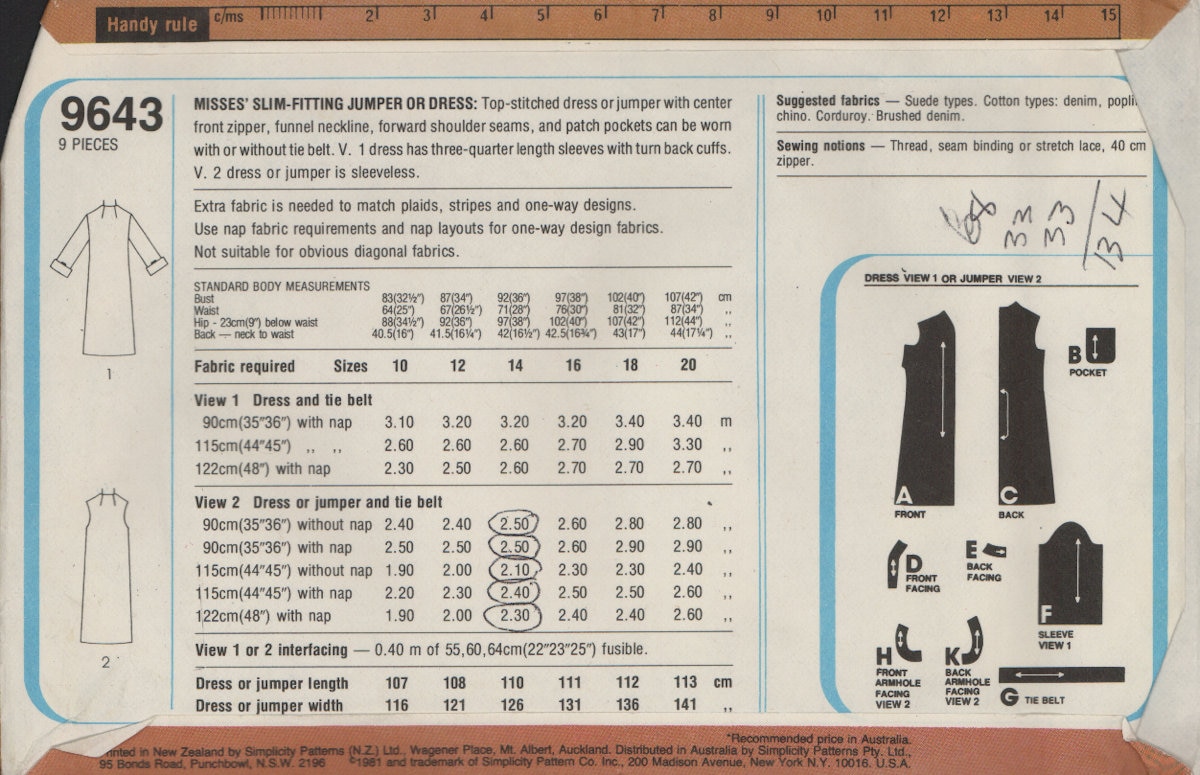 Handy rule c/ms 2 3 4 5 6 7 8 9 10 11 12 13 14 15
9643
9 PIECES
1
2
MISSES' SLIM-FITTING JUMPER OR DRESS: Top-stitched dress or jumper with center
front zipper, funnel neckline, forward shoulder seams, and patch pockets can be worn
with or without tie belt. V. 1 dress has three-quarter length sleeves with turn back cuffs.
V. 2 dress or jumper is sleeveless.
Extra fabric is needed to match plaids, stripes and one-way designs.
Use nap fabric requirements and nap layouts for one-way design fabrics.
Not suitable for obvious diagonal fabrics.
STANDARD BODY MEASUREMENTS
Bust 83(32½") 87(34") 92(36") 97(38") 102(40") 107(42") cm
Waist 64(25") 67(26½") 71(28") 76(30") 81(32") 87(34") ,,
Hip - 23cm(9") below waist 88(34½") 92(36") 97(38") 102(40") 107(42") 112(44") ,,
Back — neck to waist 40.5(16") 41.5(16¼") 42(16½") 42.5(16¾") 43(17") 44(17¼") ,,
Fabric required Sizes 10 12 14 16 18 20
View 1 Dress and tie belt
90cm(35"36") with nap 3.10 3.20 3.20 3.20 3.40 3.40 m
115cm(44"45") ,, ,, 2.60 2.60 2.60 2.70 2.90 3.30 ,,
122cm(48") with nap 2.30 2.50 2.60 2.70 2.70 2.70 ,,
View 2 Dress or jumper and tie belt
90cm(35"36") without nap 2.40 2.40 2.50 2.60 2.80 2.80 ,,
90cm(35"36") with nap 2.50 2.50 2.50 2.60 2.90 2.90 ,,
115cm(44"45") without nap 1.90 2.00 2.10 2.30 2.30 2.40 ,,
115cm(44"45") with nap 2.20 2.30 2.40 2.50 2.50 2.60 ,,
122cm(48") with nap 1.90 2.00 2.30 2.40 2.40 2.60 ,,
View 1 or 2 interfacing — 0.40 m of 55,60,64cm(22"23"25") fusible.
Dress or jumper length 107 108 110 111 112 113 cm
Dress or jumper width 116 121 126 131 136 141 ,,
Suggested fabrics — Suede types. Cotton types: denim, popli
chino. Corduroy. Brushed denim.
Sewing notions — Thread, seam binding or stretch lace, 40 cm
zipper.
33
33
134
DRESS VIEW 1 OR JUMPER VIEW 2
A
FRONT
C
BACK
B
POCKET
D
FRONT
FACING
E
BACK
FACING
F
SLEEVE
VIEW 1
H
FRONT
ARMHOLE
FACING
VIEW 2
K
BACK
ARMHOLE
FACING
VIEW 2
G TIE BELT
*Recommended price in Australia.
nted in New Zealand by Simplicity Patterns (N.Z.) Ltd., Wagener Place, Mt. Albert, Auckland. Distributed in Australia by Simplicity Patterns Pty. Ltd.,
95 Bonds Road, Punchbowl, N.S.W. 2196 ©1981 and trademark of Simplicity Pattern Co. Inc., 200 Madison Avenue, New York N.Y. 10016. U.S.A.